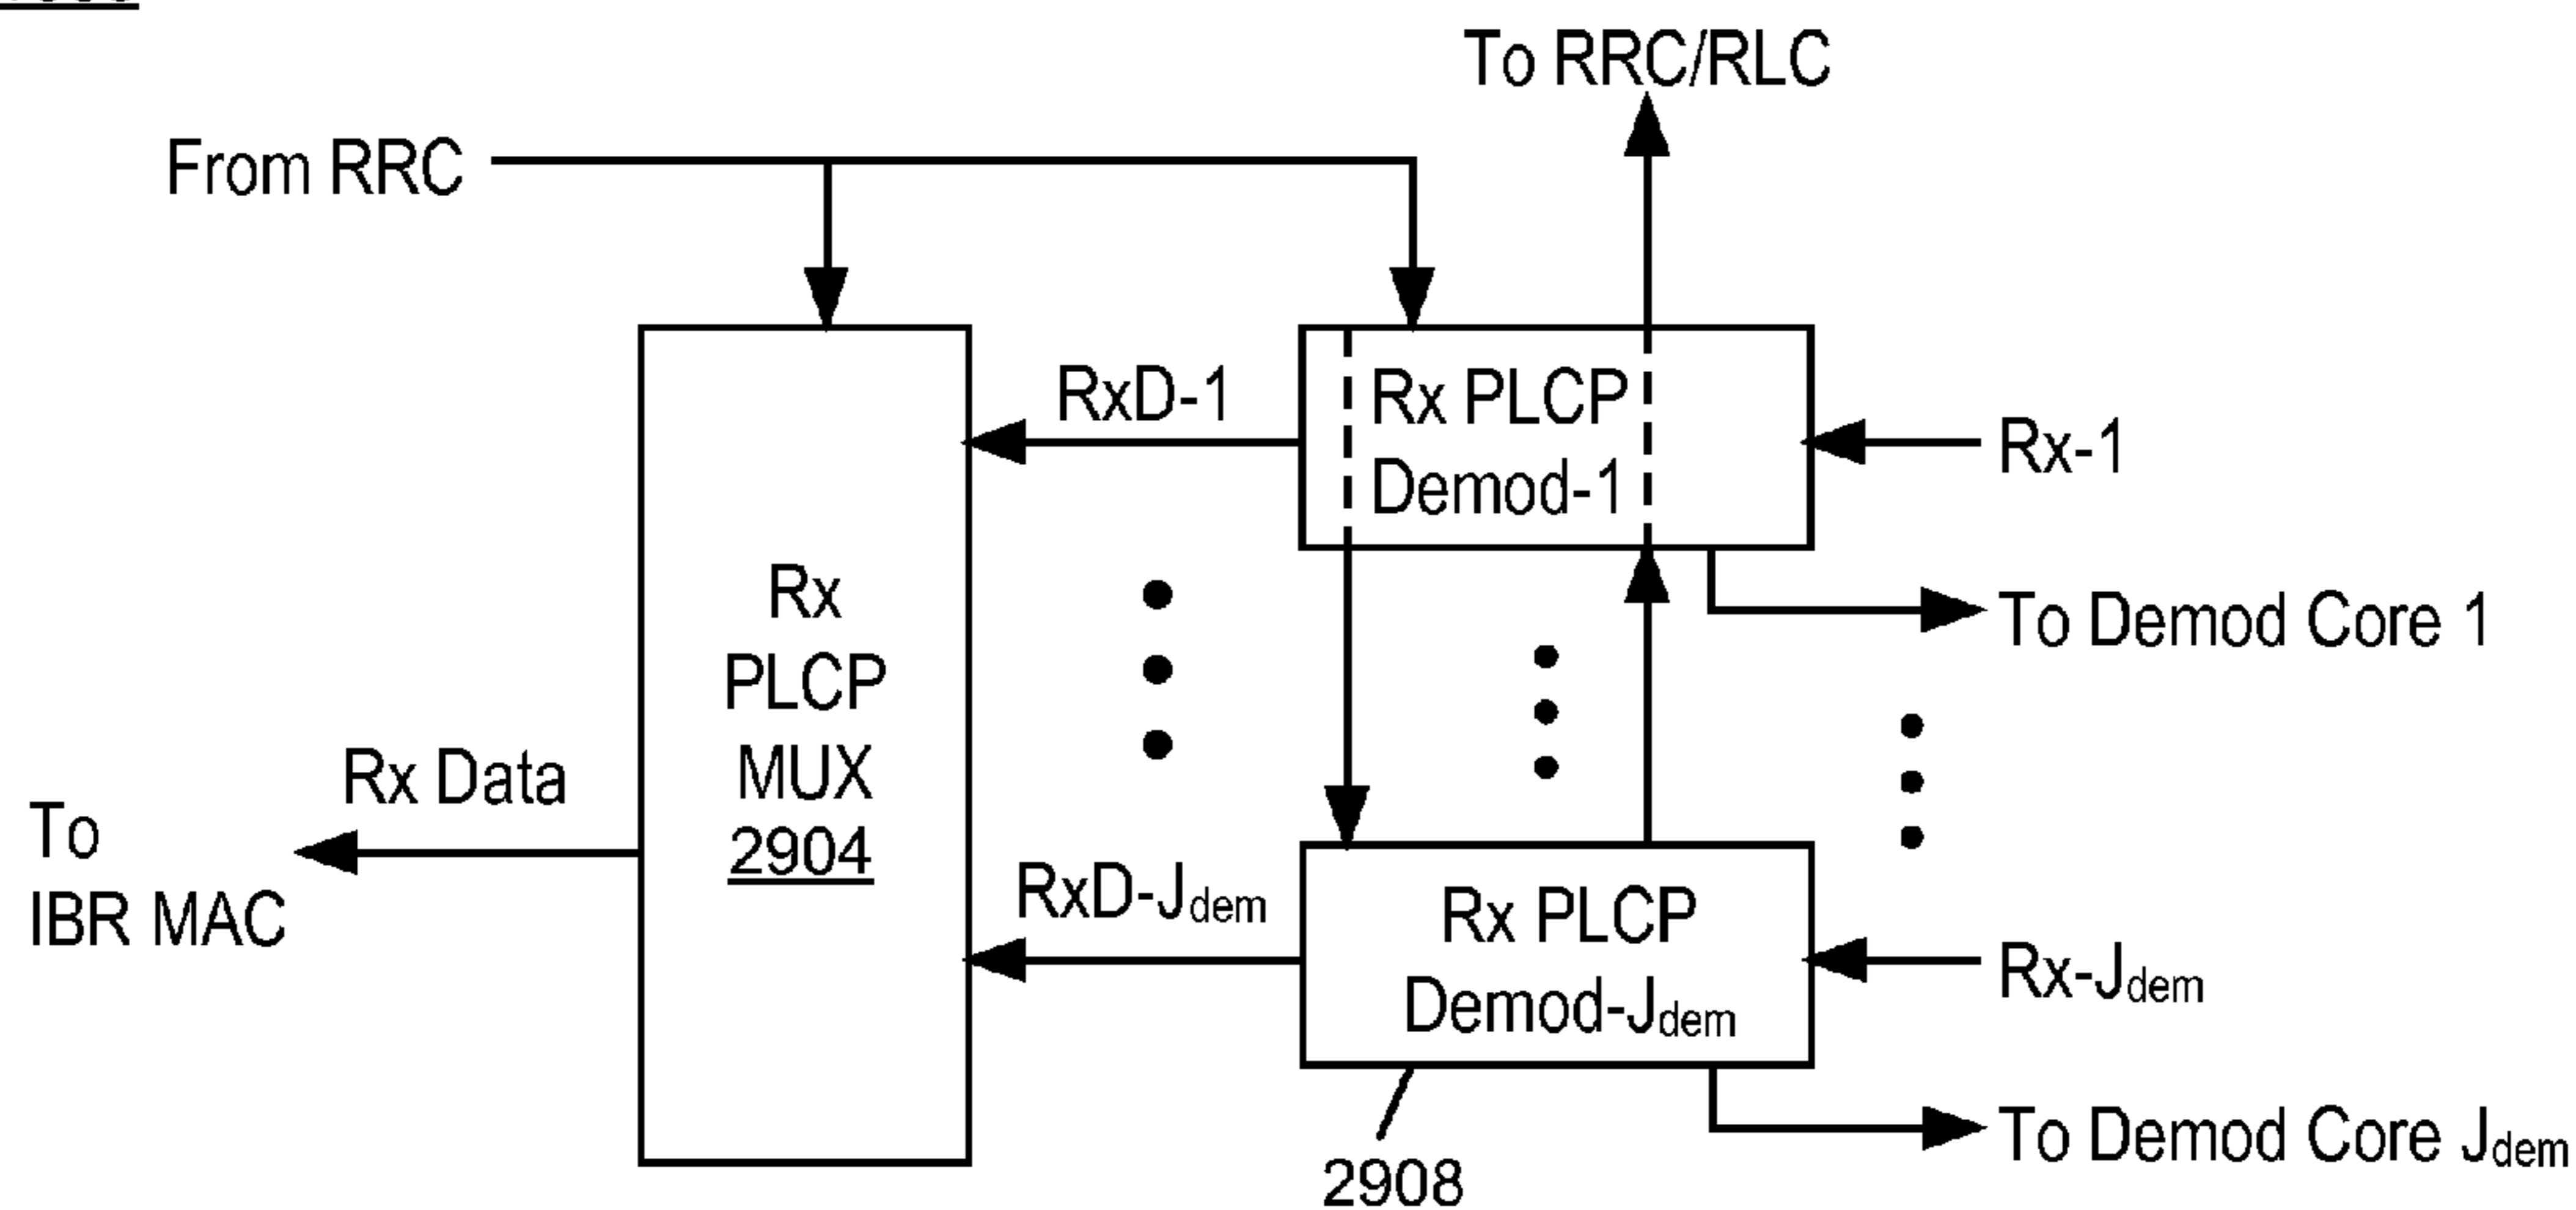 To RRC/RLC
From RRC
RxD-1
Rx PLCP
Demod-1
Rx-1
To Demod Core 1
Rx
PLCP
MUX
2904
Rx Data
To
IBR MAC
RxD-Jdem
Rx PLCP
Demod-Jdem
Rx-Jdem
To Demod Core Jdem
2908